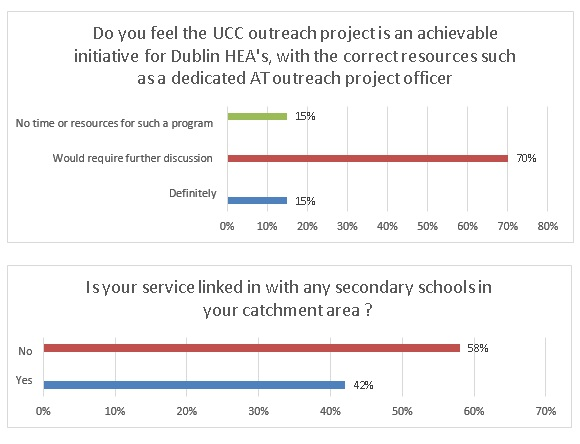 Do you feel the UCC outreach project is an achievable
initiative for Dublin HEA's, with the correct resources such
as a dedicated AT outreach project officer
No time or resources for such a program 15%
Would require further discussion 70%
Definitely 15%
0% 10% 20% 30% 40% 50% 60% 70% 80%
Is your service linked in with any secondary schools in
your catchment area ?
No 58%
Yes 42%
0% 10% 20% 30% 40% 50% 60% 70%